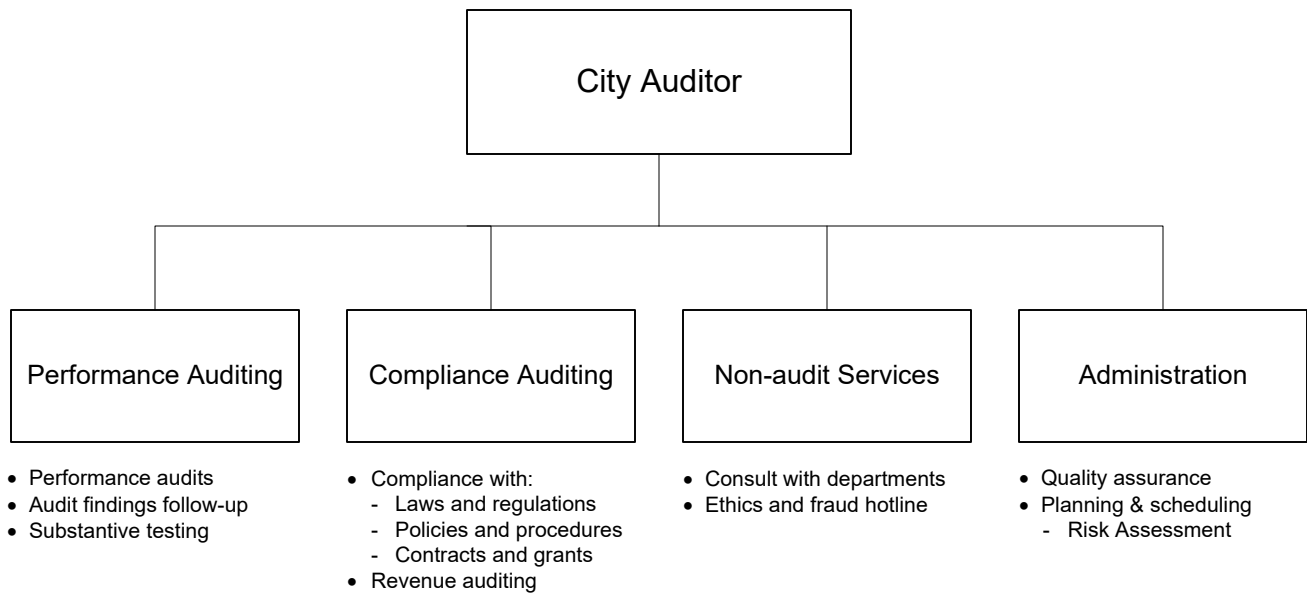 City Auditor
Performance Auditing
Compliance Auditing
Non-audit Services
Administration
• Performance audits
• Audit findings follow-up
• Substantive testing
• Compliance with:
- Laws and regulations
- Policies and procedures
- Contracts and grants
• Revenue auditing
• Consult with departments
• Ethics and fraud hotline
• Quality assurance
• Planning & scheduling
- Risk Assessment